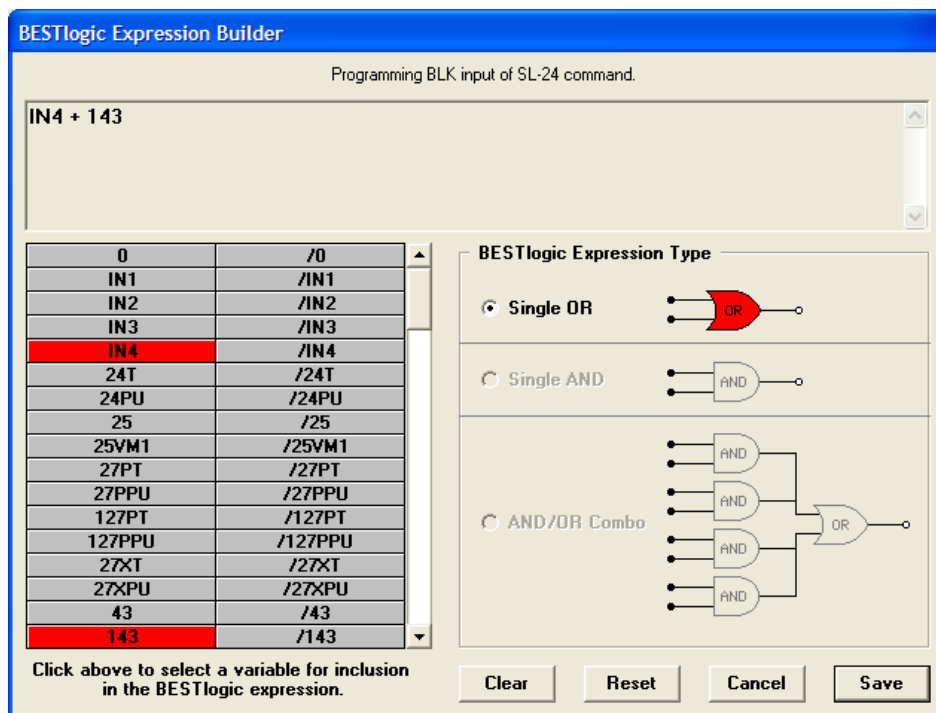 BESTlogic Expression Builder
Programming BLK input of SL-24 command.
IN4 + 143
0 /0
IN1 /IN1
IN2 /IN2
IN3 /IN3
IN4 /IN4
24T /24T
24PU /24PU
25 /25
25VM1 /25VM1
27PT /27PT
27PPU /27PPU
127PT /127PT
127PPU /127PPU
27XT /27XT
27XPU /27XPU
43 /43
143 /143
Click above to select a variable for inclusion
in the BESTlogic expression.
BESTlogic Expression Type
Single OR OR
Single AND AND
AND
AND
AND/OR Combo OR
AND
AND
Clear Reset Cancel Save